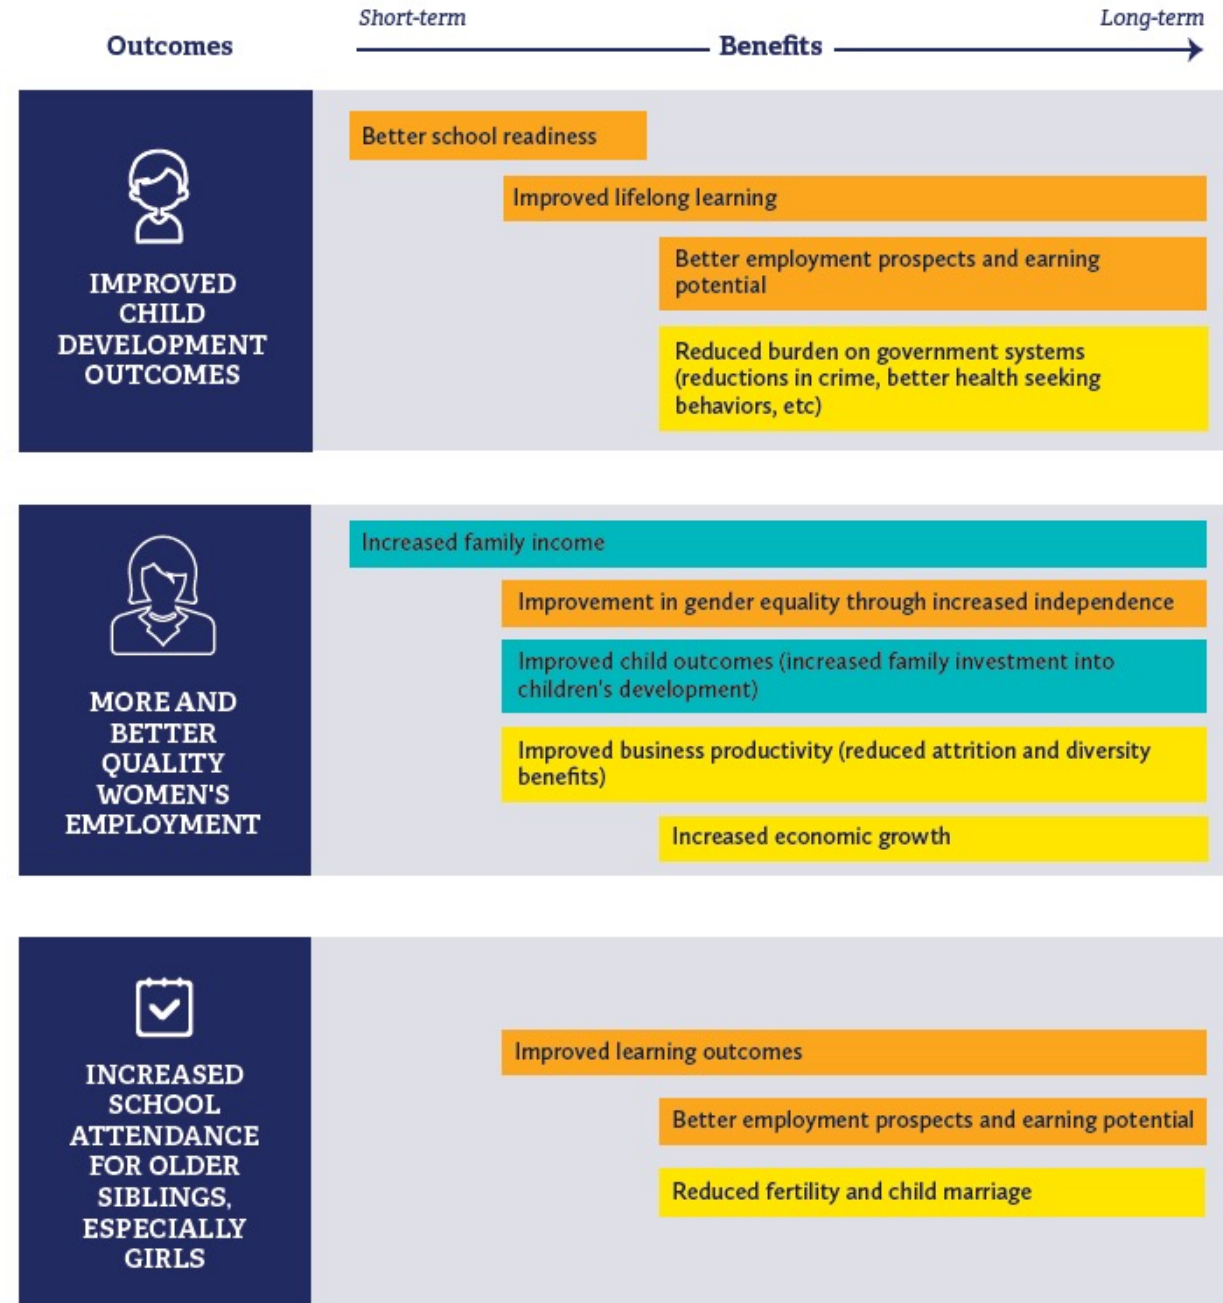 Short-term
Long-term
Outcomes
Benefits
IMPROVED
CHILD
DEVELOPMENT
OUTCOMES
Better school readiness
Improved lifelong learning
Better employment prospects and earning
potential
Reduced burden on government systems
(reductions in crime, better health seeking
behaviors, etc)
MORE AND
BETTER
QUALITY
WOMEN'S
EMPLOYMENT
Increased family income
Improvement in gender equality through increased independence
Improved child outcomes (increased family investment into
children's development)
Improved business productivity (reduced attrition and diversity
benefits)
Increased economic growth
INCREASED
SCHOOL
ATTENDANCE
FOR OLDER
SIBLINGS,
ESPECIALLY
GIRLS
Improved learning outcomes
Better employment prospects and earning potential
Reduced fertility and child marriage